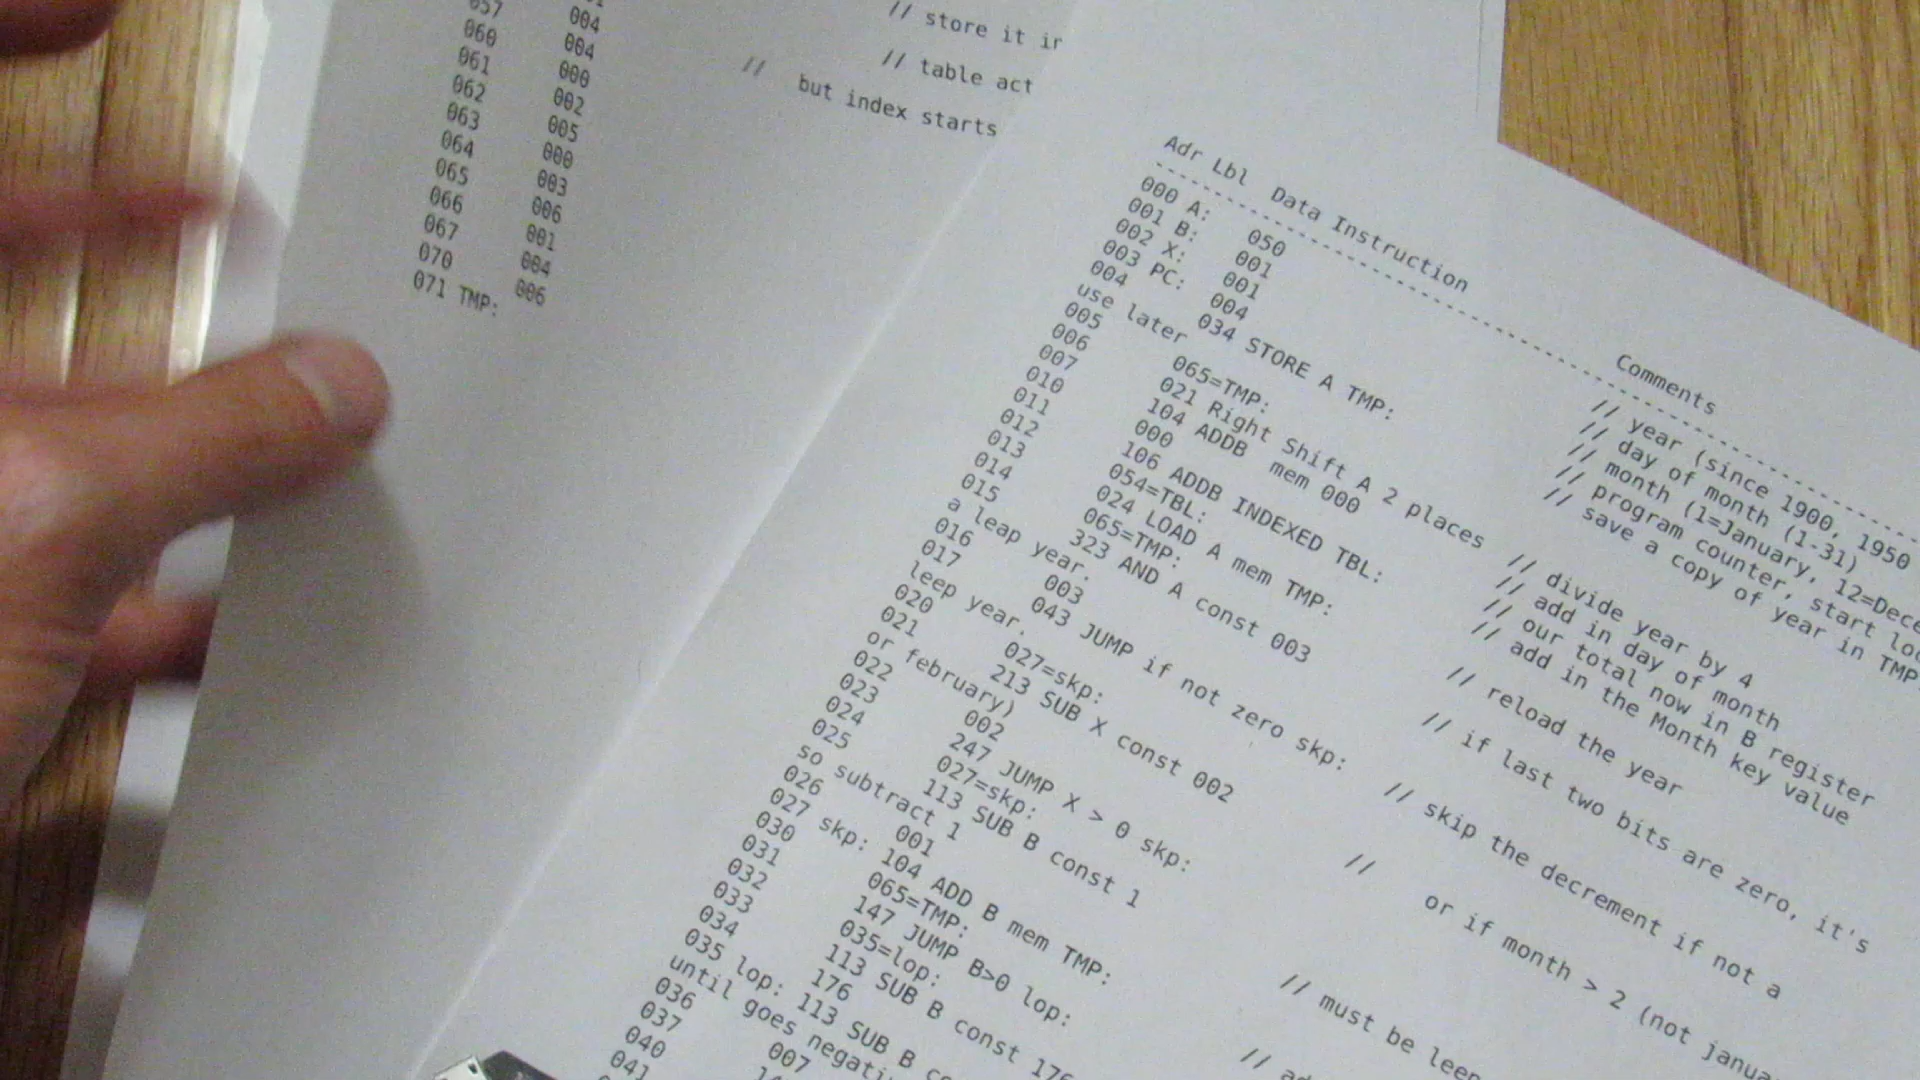 057
060 004
061 004
062 000
063 002
064 005
065 000
066 003
067 006
070 001
071 TMP: 004
006
// store it in
// table act
// but index starts
Adr Lbl Data Instruction Comments
000 A: 050 // year (since 1900, 1950
001 B: 001 // day of month (1-31)
002 X: 001 // month (1=January, 12=Dece
003 PC: 004 // program counter, start loc
004 034 STORE A TMP: // save a copy of year in TMP
use later
005 065=TMP:
006 021 Right Shift A 2 places // divide year by 4
007 104 ADDB mem 000 // add in day of month
010 000 // our total now in B register
011 106 ADDB INDEXED TBL: // add in the Month key value
012 054=TBL:
013 024 LOAD A mem TMP: // reload the year
014 065=TMP:
015 323 AND A const 003 // if last two bits are zero, it's
a leap year.
016 003
017 043 JUMP if not zero skp: // skip the decrement if not a
leep year.
020 027=skp:
021 213 SUB X const 002 // or if month > 2 (not janua
or february)
022 002
023 247 JUMP X > 0 skp:
024 027=skp:
025 113 SUB B const 1 // must be leep
so subtract 1
026 001
027 skp: 104 ADD B mem TMP: // ad
030 065=TMP:
031 147 JUMP B>0 lop:
032 035=lop:
033 113 SUB B const 176
034 176
035 lop: 113 SUB B co
until goes negati
036 007
037
040
041